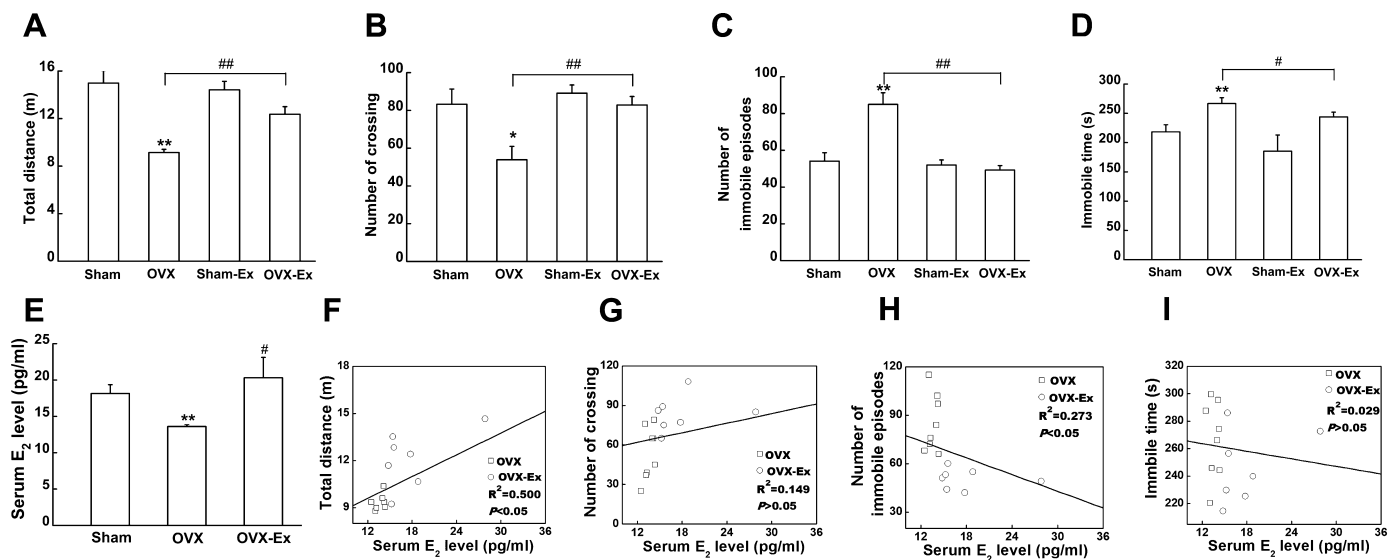 A
Total distance (m)
16
12
8
4
0
**
##
Sham OVX Sham-Ex OVX-Ex
B
Number of crossing
100
80
60
40
20
0
*
##
Sham OVX Sham-Ex OVX-Ex
C
Number of
immobile episodes
100
80
60
40
20
0
**
##
Sham OVX Sham-Ex OVX-Ex
D
Immobile time (s)
300
250
200
150
100
50
0
**
#
Sham OVX Sham-Ex OVX-Ex
E
Serum E2 level (pg/ml)
25
20
15
10
5
0
**
#
Sham OVX OVX-Ex
F
Total distance (m)
18
15
12
9
OVX
OVX-Ex
R2=0.500
P<0.05
12 18 24 30 36
Serum E2 level (pg/ml)
G
Number of crossing
120
90
60
30
0
OVX
OVX-Ex
R2=0.149
P>0.05
12 18 24 30 36
Serum E2 level (pg/ml)
H
Number of
immobile episodes
120
90
60
30
OVX
OVX-Ex
R2=0.273
P<0.05
12 18 24 30 36
Serum E2 level (pg/ml)
I
Immbile time (s)
320
300
280
260
240
220
200
OVX
OVX-Ex
R2=0.029
P>0.05
12 18 24 30 36
Serum E2 level (pg/ml)